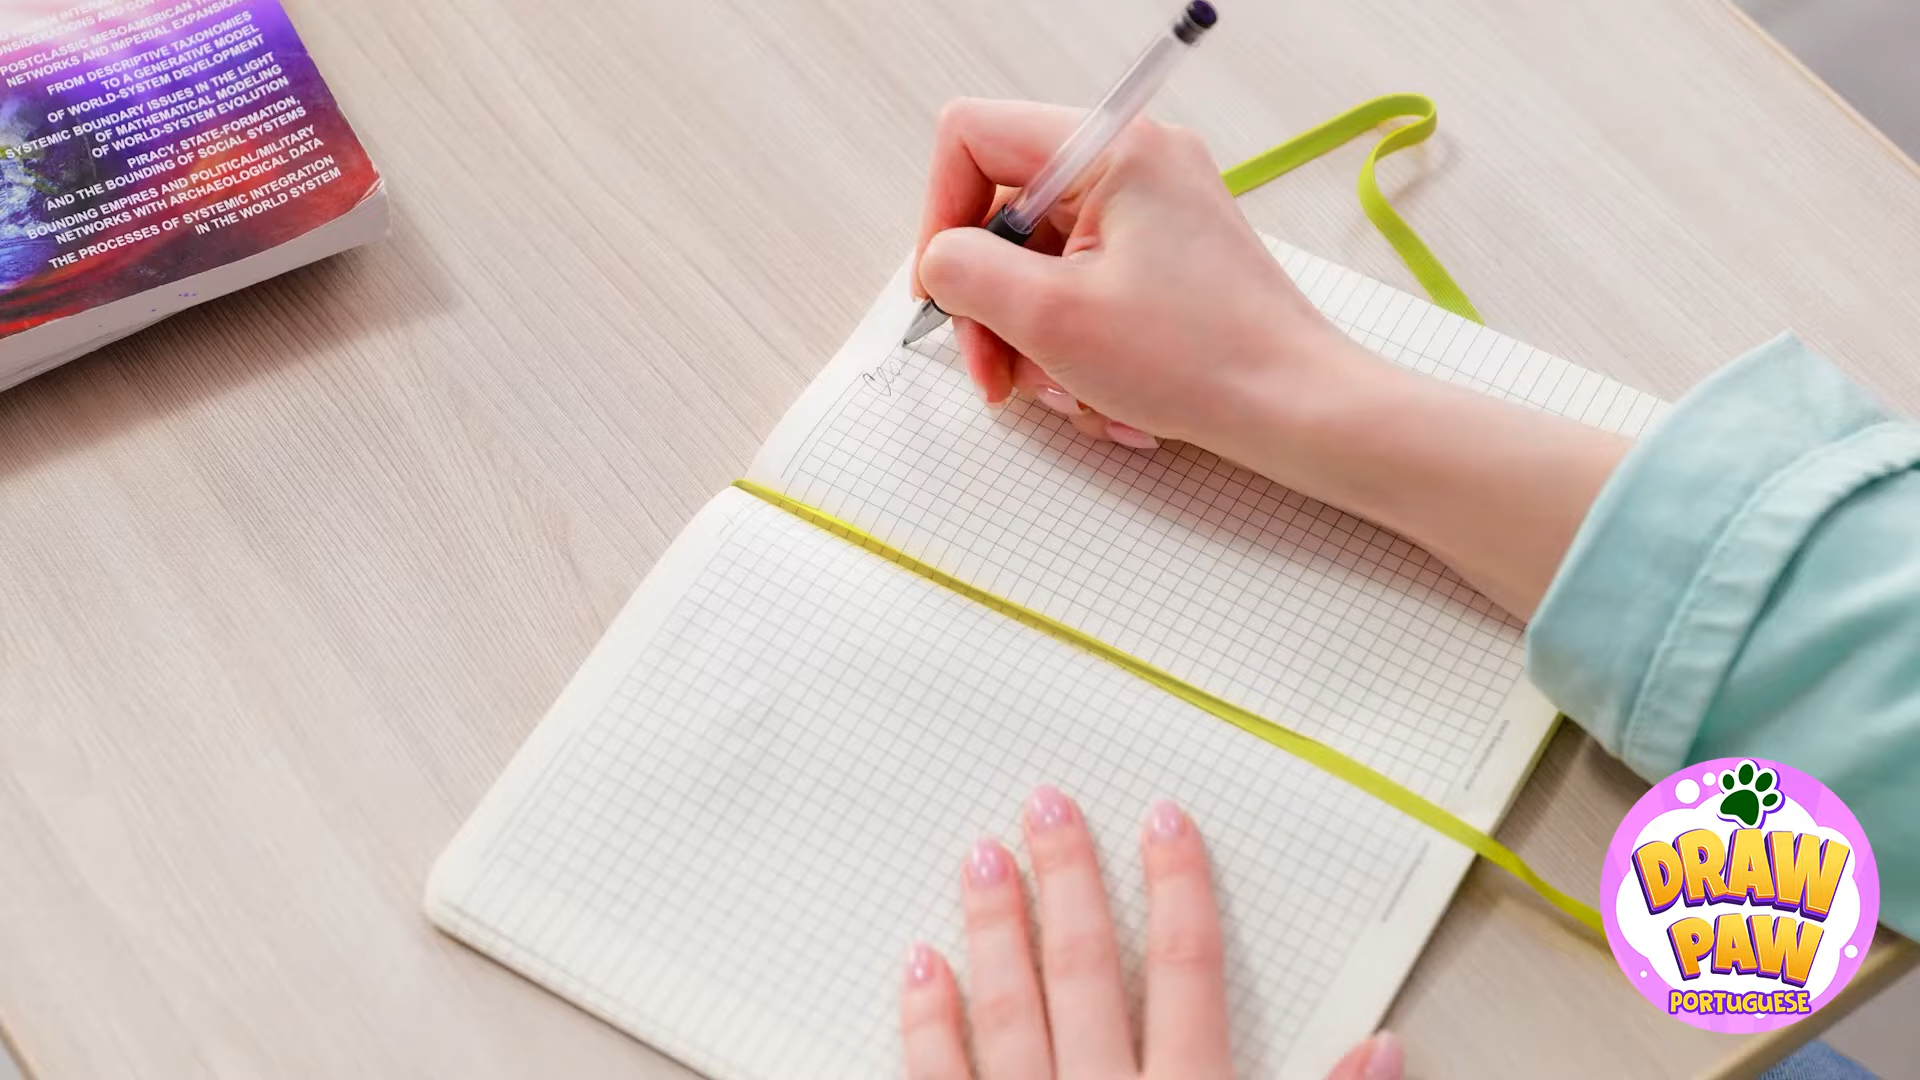 CONSIDERATIONS AND
POSTCLASSIC MESOAMERICAN
NETWORKS AND IMPERIAL EXPANSION
FROM DESCRIPTIVE TAXONOMIES
TO A GENERATIVE MODEL
OF WORLD-SYSTEM DEVELOPMENT
SYSTEMIC BOUNDARY ISSUES IN THE LIGHT
OF MATHEMATICAL MODELING
OF WORLD-SYSTEM EVOLUTION
PIRACY, STATE-FORMATION,
AND THE BOUNDING OF SOCIAL SYSTEMS
BOUNDING EMPIRES AND POLITICAL/MILITARY
NETWORKS WITH ARCHAEOLOGICAL DATA
THE PROCESSES OF SYSTEMIC INTEGRATION
IN THE WORLD SYSTEM
DRAW
PAW
PORTUGUESE